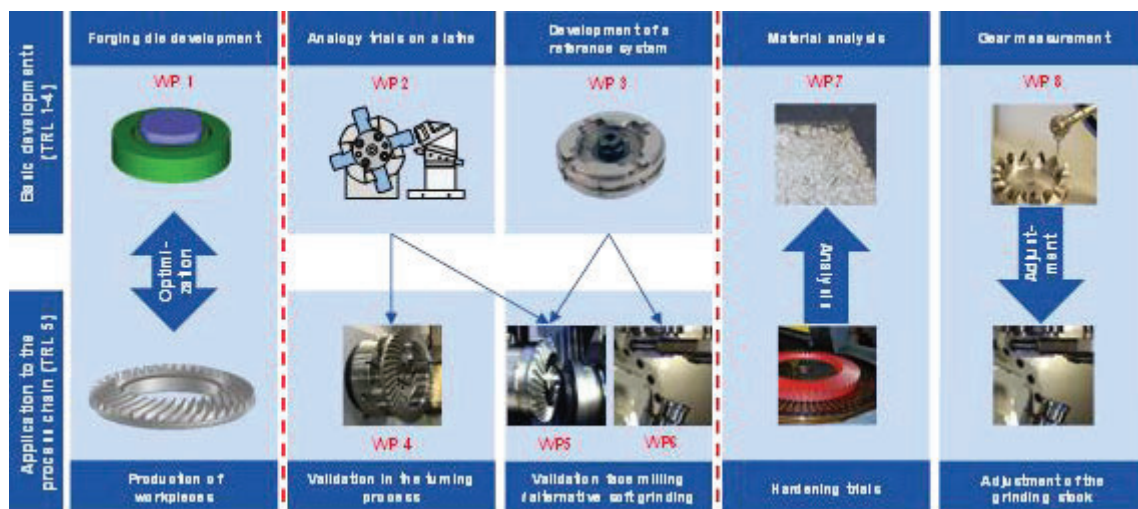 Basic developments
(TRL 1-4)
Forging die development
Analogy trials on a lathe
Development of a
reference system
Material analysis
Gear measurement
WP 1
WP 2
WP 3
WP7
WP 8
Optimi-
zation
Analysis
Adjust-
ment
Application to the
process chain (TRL 5)
WP 4
WP5
WP6
Production of
workpieces
Validation in the turning
process
Validation face milling
/alternative soft grinding
Hardening trials
Adjustment of the
grinding stock